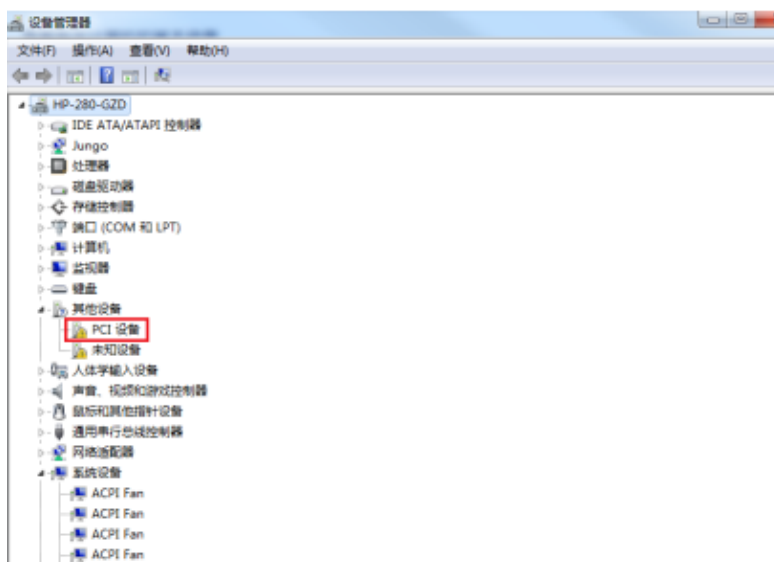 设备管理器
文件(F) 操作(A) 查看(V) 帮助(H)
HP-280-GZD
IDE ATA/ATAPI 控制器
Jungo
处理器
磁盘驱动器
存储控制器
端口 (COM 和 LPT)
计算机
监视器
键盘
其他设备
PCI 设备
未知设备
人体学输入设备
声音、视频和游戏控制器
鼠标和其他指针设备
通用串行总线控制器
网络适配器
系统设备
ACPI Fan
ACPI Fan
ACPI Fan
ACPI Fan